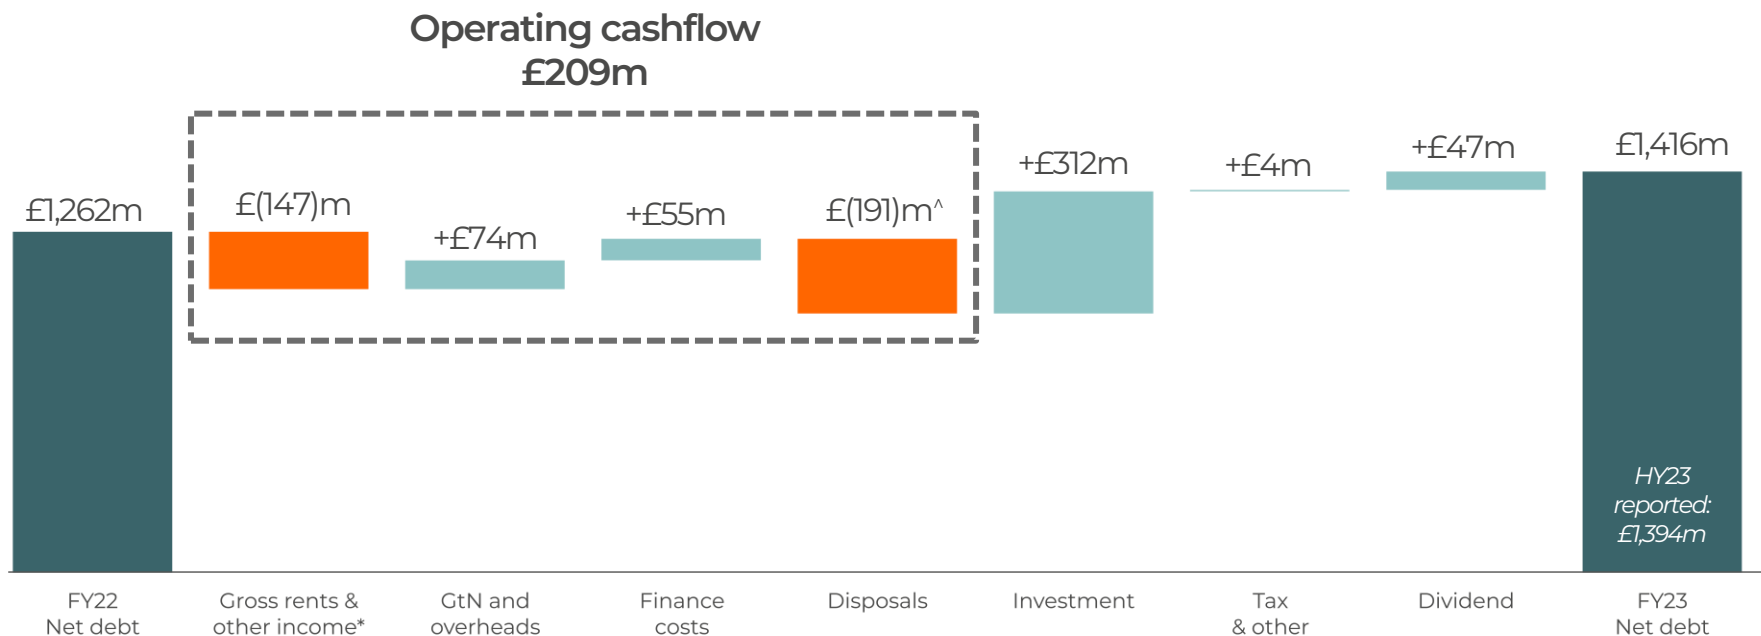 Operating cashflow
£209m
£1,262m
£(147)m
+£74m
+£55m
£(191)m^
+£312m
+£4m
+£47m
£1,416m
HY23
reported:
£1,394m
FY22
Net debt
Gross rents &
other income*
GtN and
overheads
Finance
costs
Disposals
Investment
Tax
& other
Dividend
FY23
Net debt